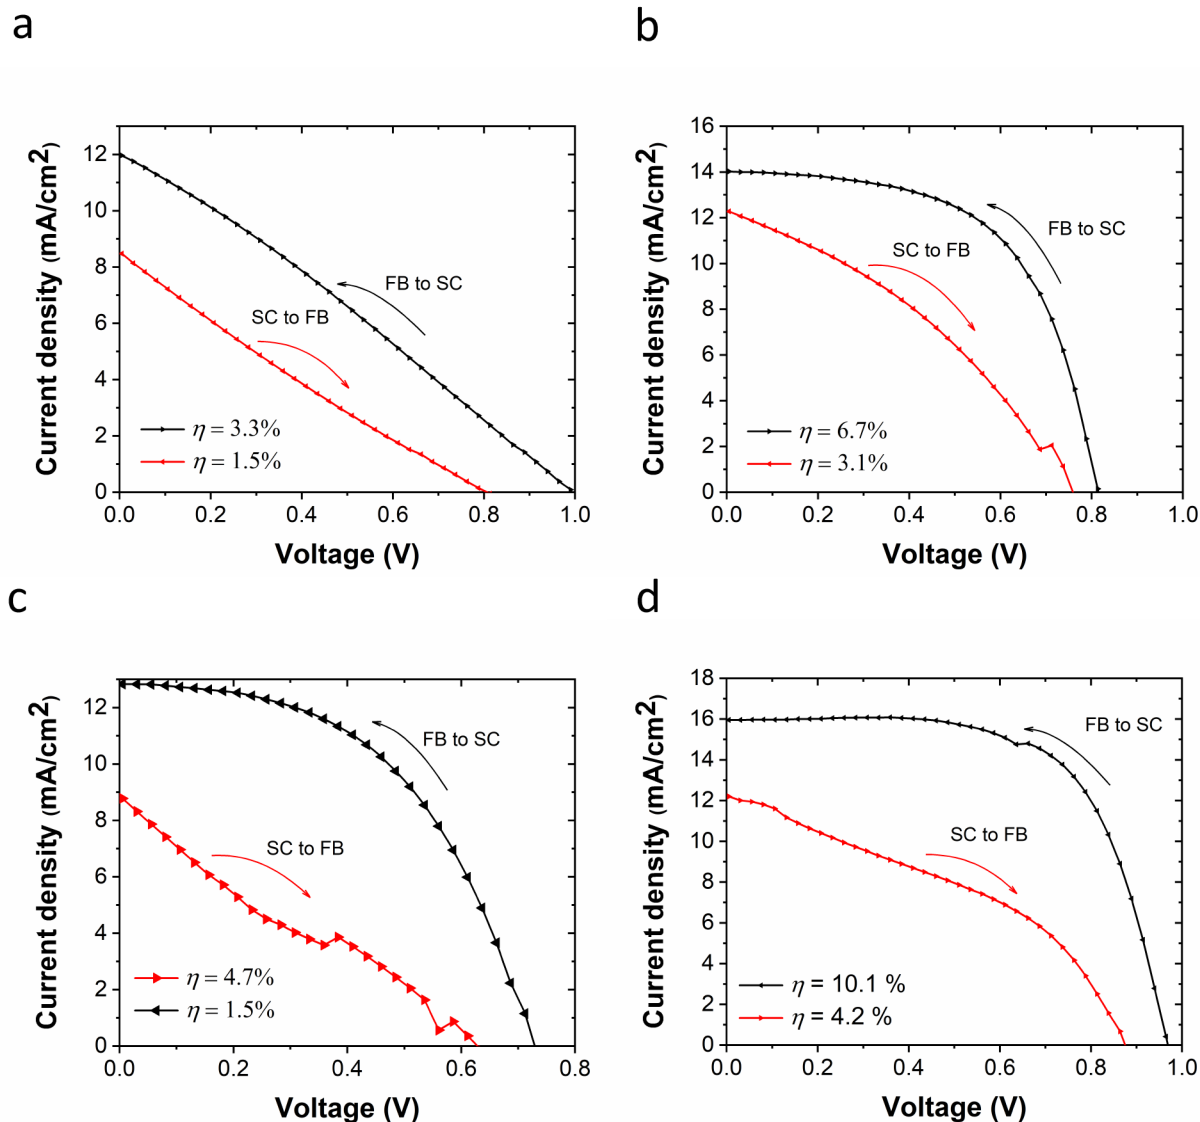 a
12
10
8
6
4
2
0
Current density (mA/cm2)
FB to SC
SC to FB
η = 3.3%
η = 1.5%
0.0 0.2 0.4 0.6 0.8 1.0
Voltage (V)
b
16
14
12
10
8
6
4
2
0
Current density (mA/cm2)
FB to SC
SC to FB
η = 6.7%
η = 3.1%
0.0 0.2 0.4 0.6 0.8 1.0
Voltage (V)
c
12
10
8
6
4
2
0
Current density (mA/cm2)
FB to SC
SC to FB
η = 4.7%
η = 1.5%
0.0 0.2 0.4 0.6 0.8
Voltage (V)
d
18
16
14
12
10
8
6
4
2
0
Current density (mA/cm2)
FB to SC
SC to FB
η = 10.1 %
η = 4.2 %
0.0 0.2 0.4 0.6 0.8 1.0
Voltage (V)